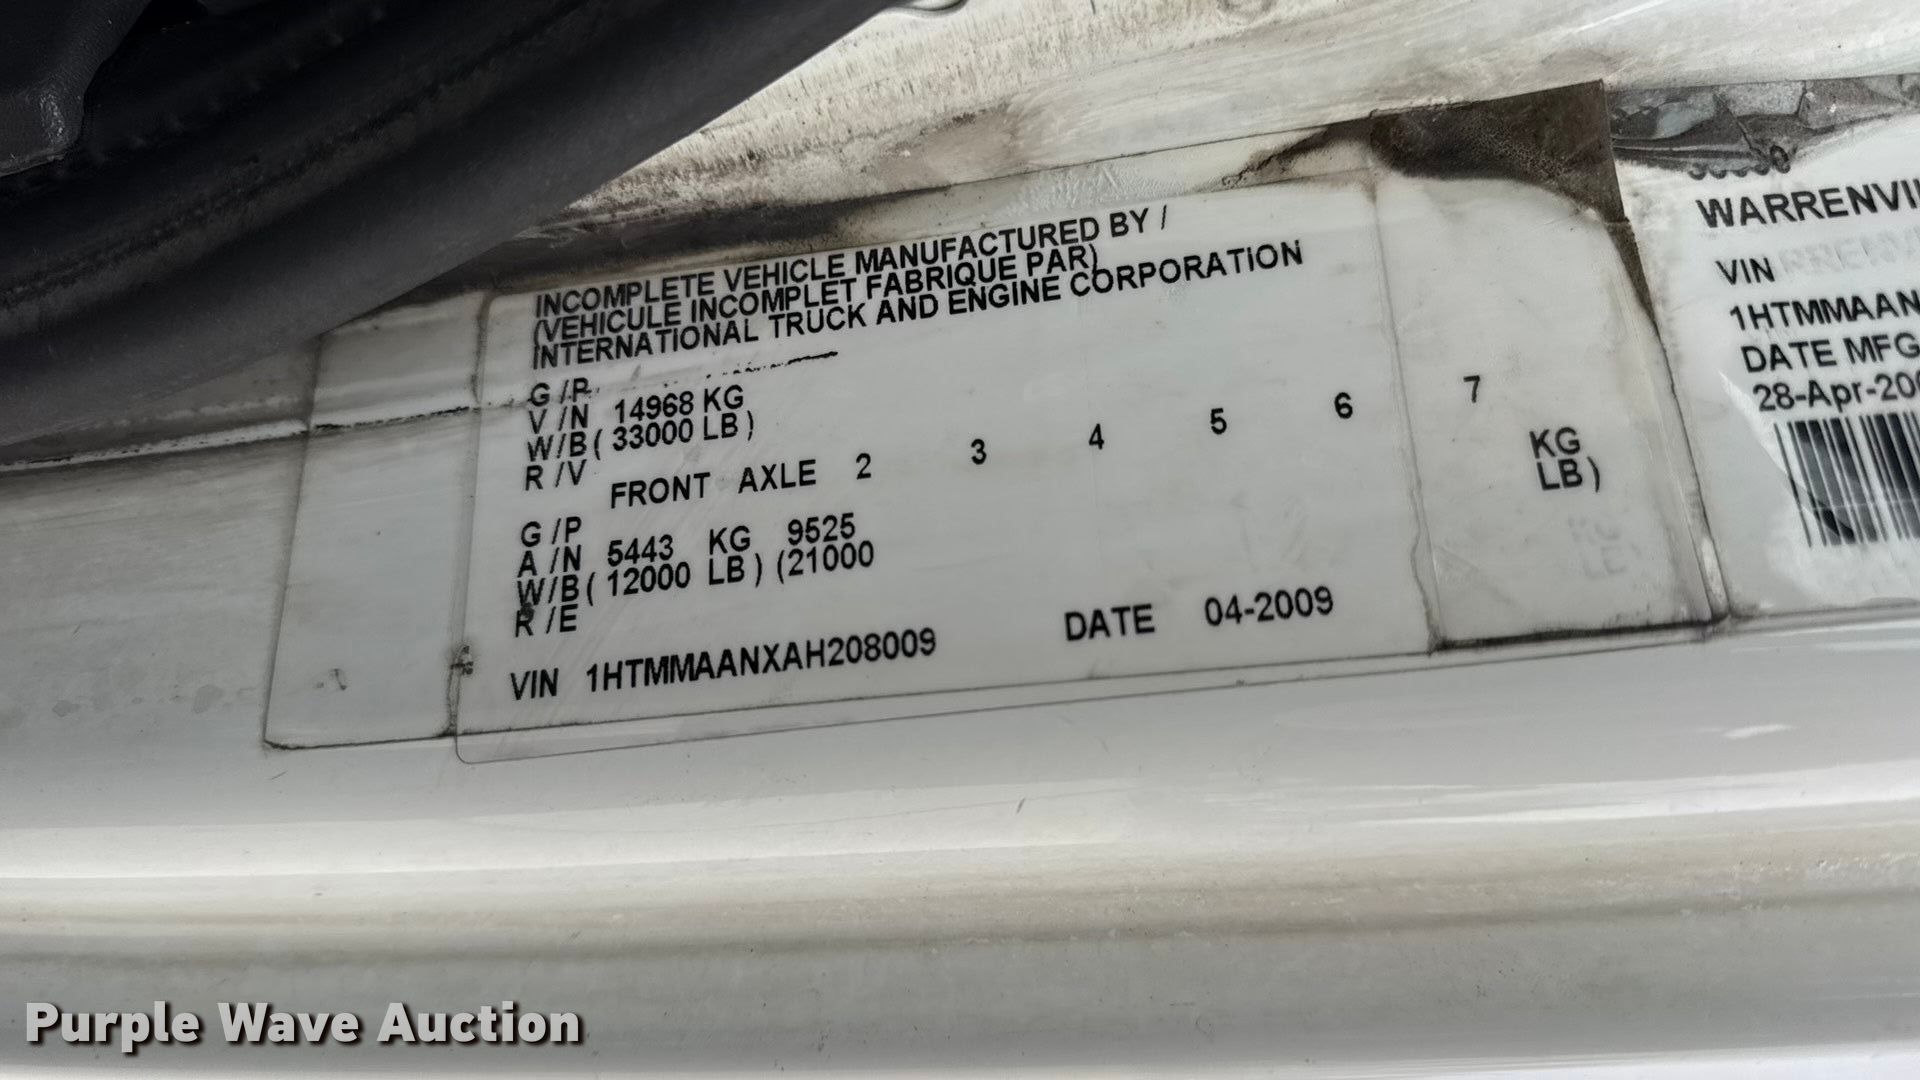 INCOMPLETE VEHICLE MANUFACTURED BY /
(VEHICULE INCOMPLET FABRIQUE PAR)
INTERNATIONAL TRUCK AND ENGINE CORPORATION
G /P
V /N 14968 KG
W/B( 33000 LB )
R /V
FRONT AXLE 2 3 4 5 6 7
G /P
A /N 5443 KG 9525 KG
W/B( 12000 LB ) (21000 LB )
R /E
VIN 1HTMMAANXAH208009 DATE 04-2009
WARRENVI
VIN
1HTMMAAN
DATE MFG
28-Apr-200
Purple Wave Auction